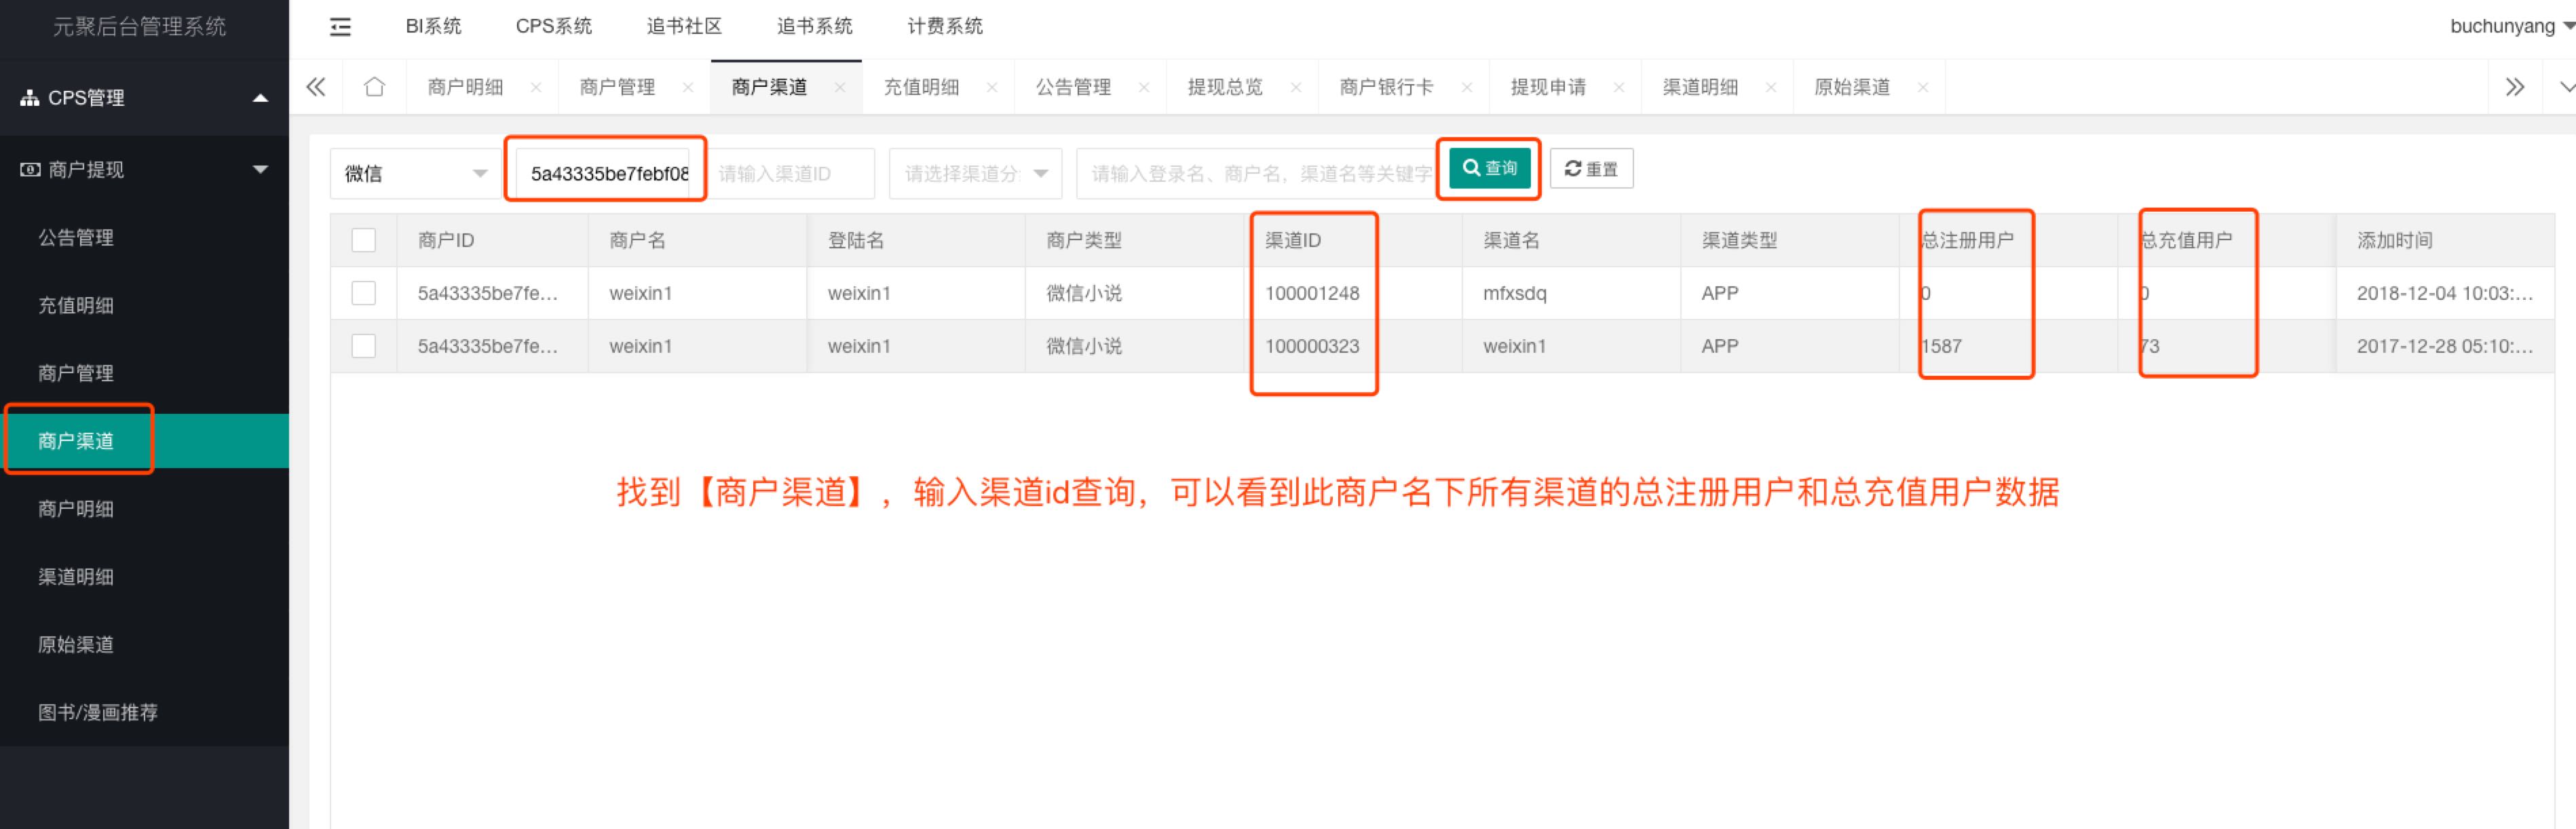 元聚后台管理系统
BI系统 CPS系统 追书社区 追书系统 计费系统
buchunyang
CPS管理
商户提现
公告管理
充值明细
商户管理
商户渠道
商户明细
渠道明细
原始渠道
图书/漫画推荐
商户明细 商户管理 商户渠道 充值明细 公告管理 提现总览 商户银行卡 提现申请 渠道明细 原始渠道
微信 5a43335be7febf08 请输入渠道ID 请选择渠道分 请输入登录名、商户名，渠道名等关键字 查询 重置
商户ID 商户名 登陆名 商户类型 渠道ID 渠道名 渠道类型 总注册用户 总充值用户 添加时间
5a43335be7fe... weixin1 weixin1 微信小说 100001248 mfxsdq APP 0 0 2018-12-04 10:03:...
5a43335be7fe... weixin1 weixin1 微信小说 100000323 weixin1 APP 1587 73 2017-12-28 05:10:...
找到【商户渠道】，输入渠道id查询，可以看到此商户名下所有渠道的总注册用户和总充值用户数据